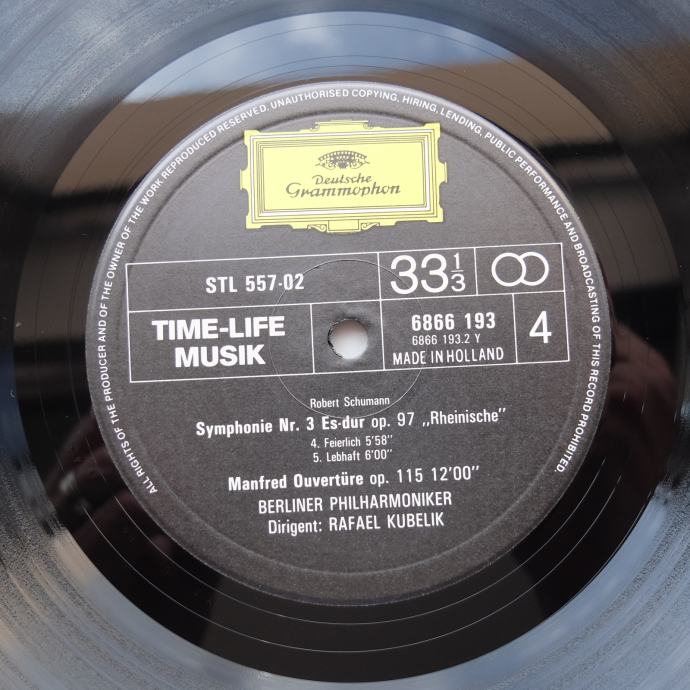 ALL RIGHTS OF THE PRODUCER AND OF THE OWNER OF THE WORK REPRODUCED RESERVED. UNAUTHORISED COPYING, HIRING, LENDING, PUBLIC PERFORMANCE AND BROADCASTING OF THIS RECORD PROHIBITED.
Deutsche
Grammophon
STL 557-02
33 1/3
TIME-LIFE
MUSIK
6866 193
6866 193.2 Y
MADE IN HOLLAND
4
Robert Schumann
Symphonie Nr. 3 Es-dur op. 97 „Rheinische"
4. Feierlich 5'58"
5. Lebhaft 6'00"
Manfred Ouvertüre op. 115 12'00"
BERLINER PHILHARMONIKER
Dirigent: RAFAEL KUBELIK